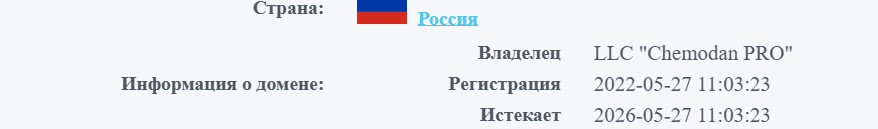 Страна:
Россия
Владелец LLC "Chemodan PRO"
Информация о домене: Регистрация 2022-05-27 11:03:23
Истекает 2026-05-27 11:03:23